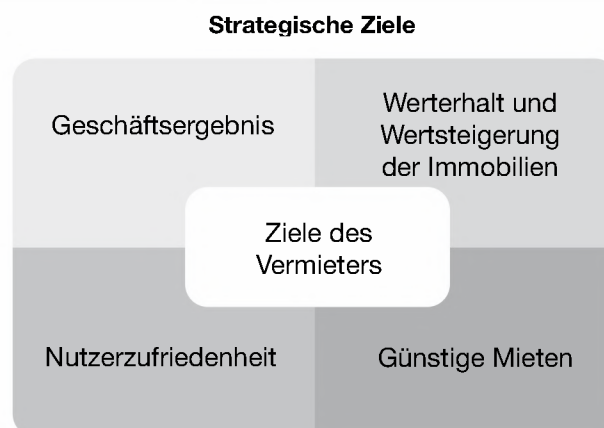 Strategische Ziele
Geschäftsergebnis
Werterhalt und
Wertsteigerung
der Immobilien
Ziele des
Vermieters
Nutzerzufriedenheit
Günstige Mieten